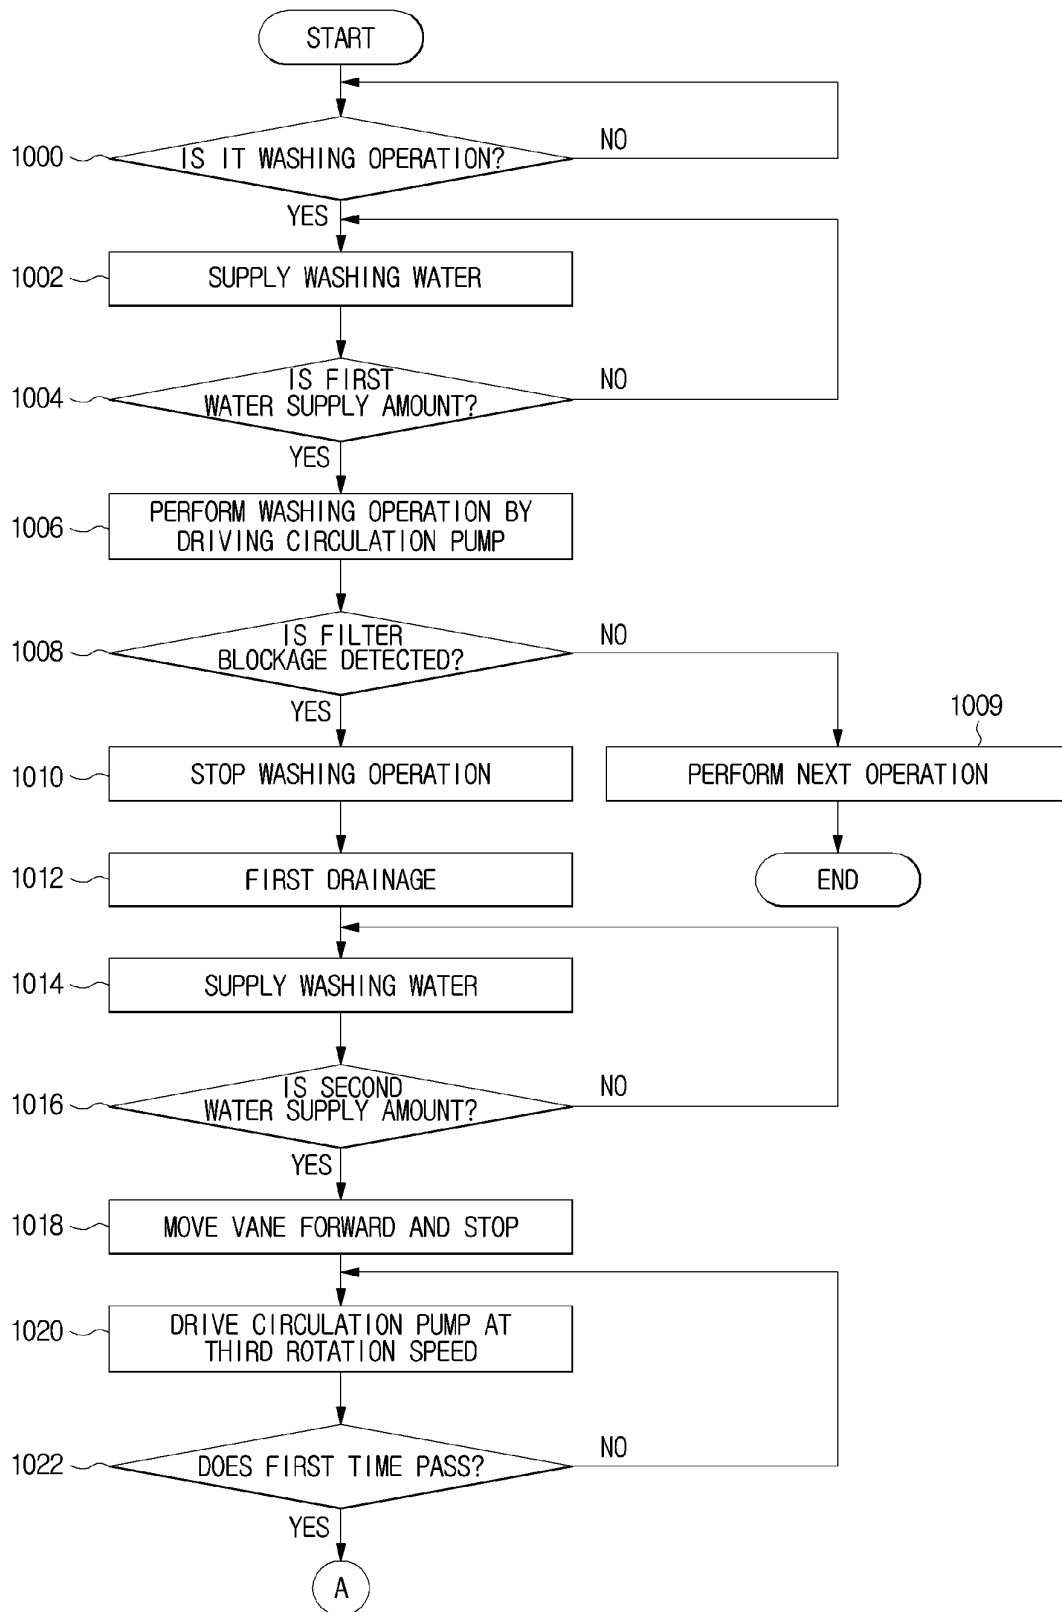 START
1000
IS IT WASHING OPERATION?
NO
YES
1002
SUPPLY WASHING WATER
1004
IS FIRST
WATER SUPPLY AMOUNT?
NO
YES
1006
PERFORM WASHING OPERATION BY
DRIVING CIRCULATION PUMP
1008
IS FILTER
BLOCKAGE DETECTED?
NO
YES
1009
1010
STOP WASHING OPERATION
PERFORM NEXT OPERATION
1012
FIRST DRAINAGE
END
1014
SUPPLY WASHING WATER
1016
IS SECOND
WATER SUPPLY AMOUNT?
NO
YES
1018
MOVE VANE FORWARD AND STOP
1020
DRIVE CIRCULATION PUMP AT
THIRD ROTATION SPEED
1022
DOES FIRST TIME PASS?
NO
YES
A